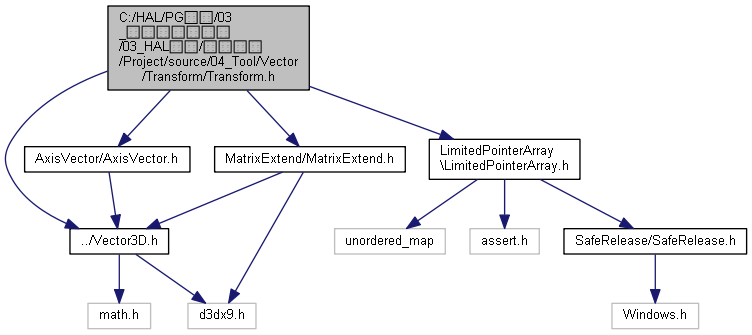 C:/HAL/PG□□/03
_□□□□□□□□
/03_HAL□□/□□□□
/Project/source/04_Tool/Vector
/Transform/Transform.h
AxisVector/AxisVector.h
MatrixExtend/MatrixExtend.h
LimitedPointerArray
\LimitedPointerArray.h
../Vector3D.h
unordered_map
assert.h
SafeRelease/SafeRelease.h
math.h
d3dx9.h
Windows.h